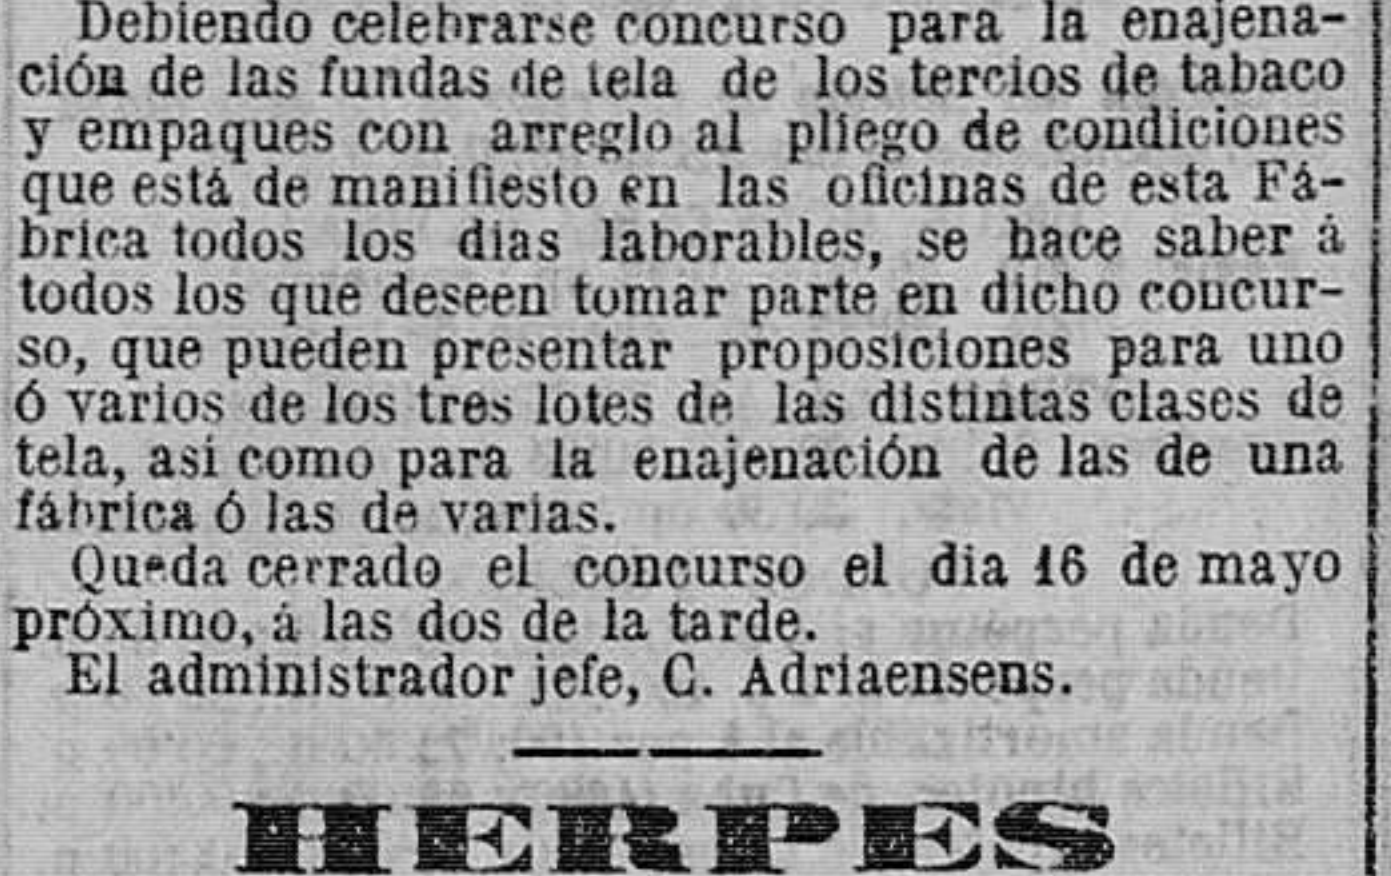 Debiendo celebrarse concurso para la enajena-
ción de las fundas de tela de los tercios de tabaco
y empaques con arreglo al pliego de condiciones
que está de manifiesto en las oficinas de esta Fá-
brica todos los dias laborables, se hace saber á
todos los que deseen tomar parte en dicho concur-
so, que pueden presentar proposiciones para uno
ó varios de los tres lotes de las distintas clases de
tela, así como para la enajenación de las de una
fábrica ó las de varias.
Queda cerrado el concurso el dia 16 de mayo
próximo, á las dos de la tarde.
El administrador jefe, C. Adriaensens.
HERPES